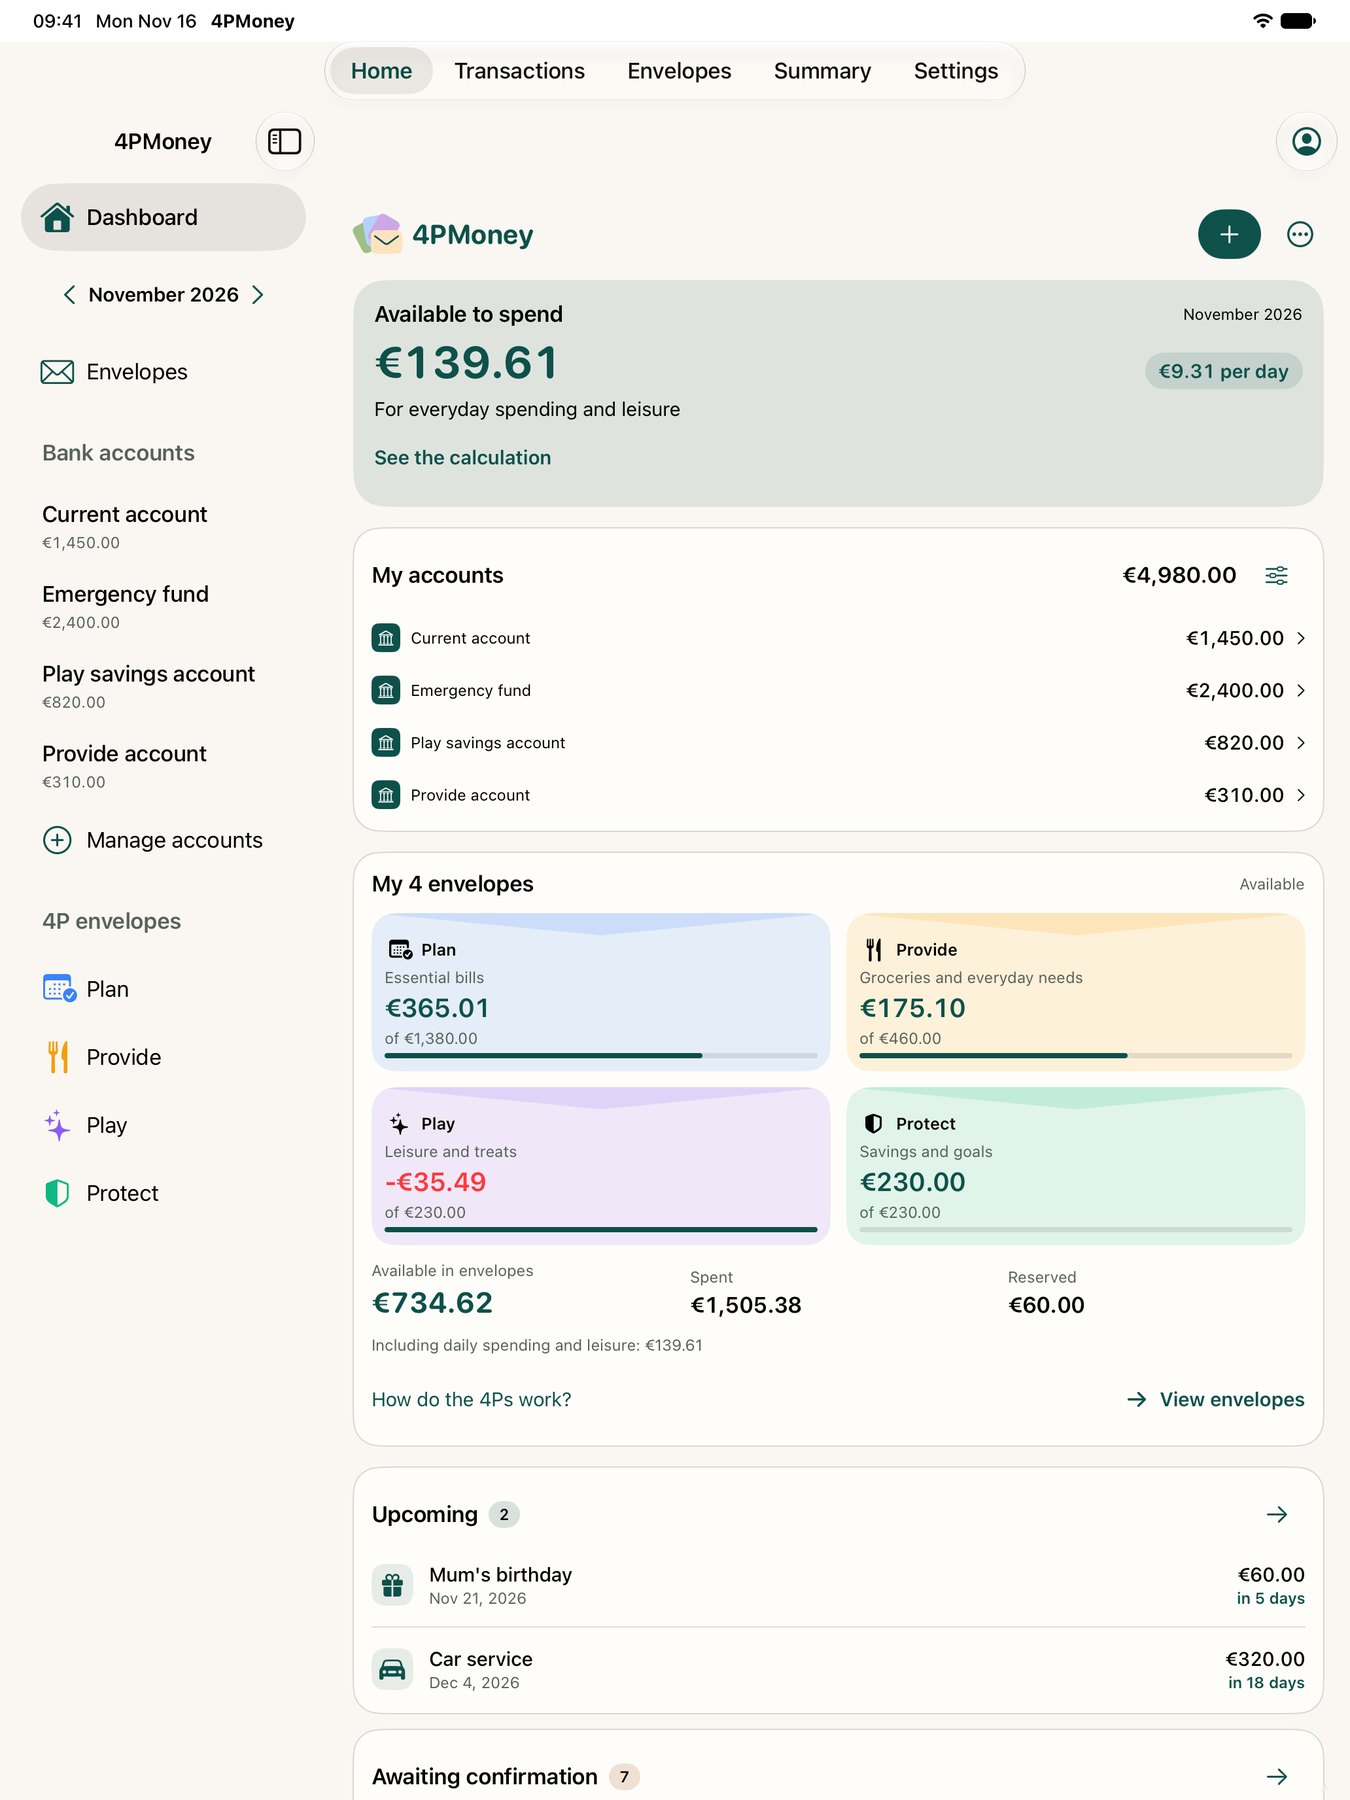 09:41 Mon Nov 16 4PMoney
Home Transactions Envelopes Summary Settings
4PMoney
Dashboard
November 2026
Envelopes
Bank accounts
Current account
€1,450.00
Emergency fund
€2,400.00
Play savings account
€820.00
Provide account
€310.00
Manage accounts
4P envelopes
Plan
Provide
Play
Protect
4PMoney
Available to spend
November 2026
€139.61
€9.31 per day
For everyday spending and leisure
See the calculation
My accounts €4,980.00
Current account €1,450.00
Emergency fund €2,400.00
Play savings account €820.00
Provide account €310.00
My 4 envelopes Available
Plan
Essential bills
€365.01
of €1,380.00
Provide
Groceries and everyday needs
€175.10
of €460.00
Play
Leisure and treats
-€35.49
of €230.00
Protect
Savings and goals
€230.00
of €230.00
Available in envelopes
€734.62
Spent
€1,505.38
Reserved
€60.00
Including daily spending and leisure: €139.61
How do the 4Ps work?
View envelopes
Upcoming 2
Mum's birthday €60.00
Nov 21, 2026 in 5 days
Car service €320.00
Dec 4, 2026 in 18 days
Awaiting confirmation 7